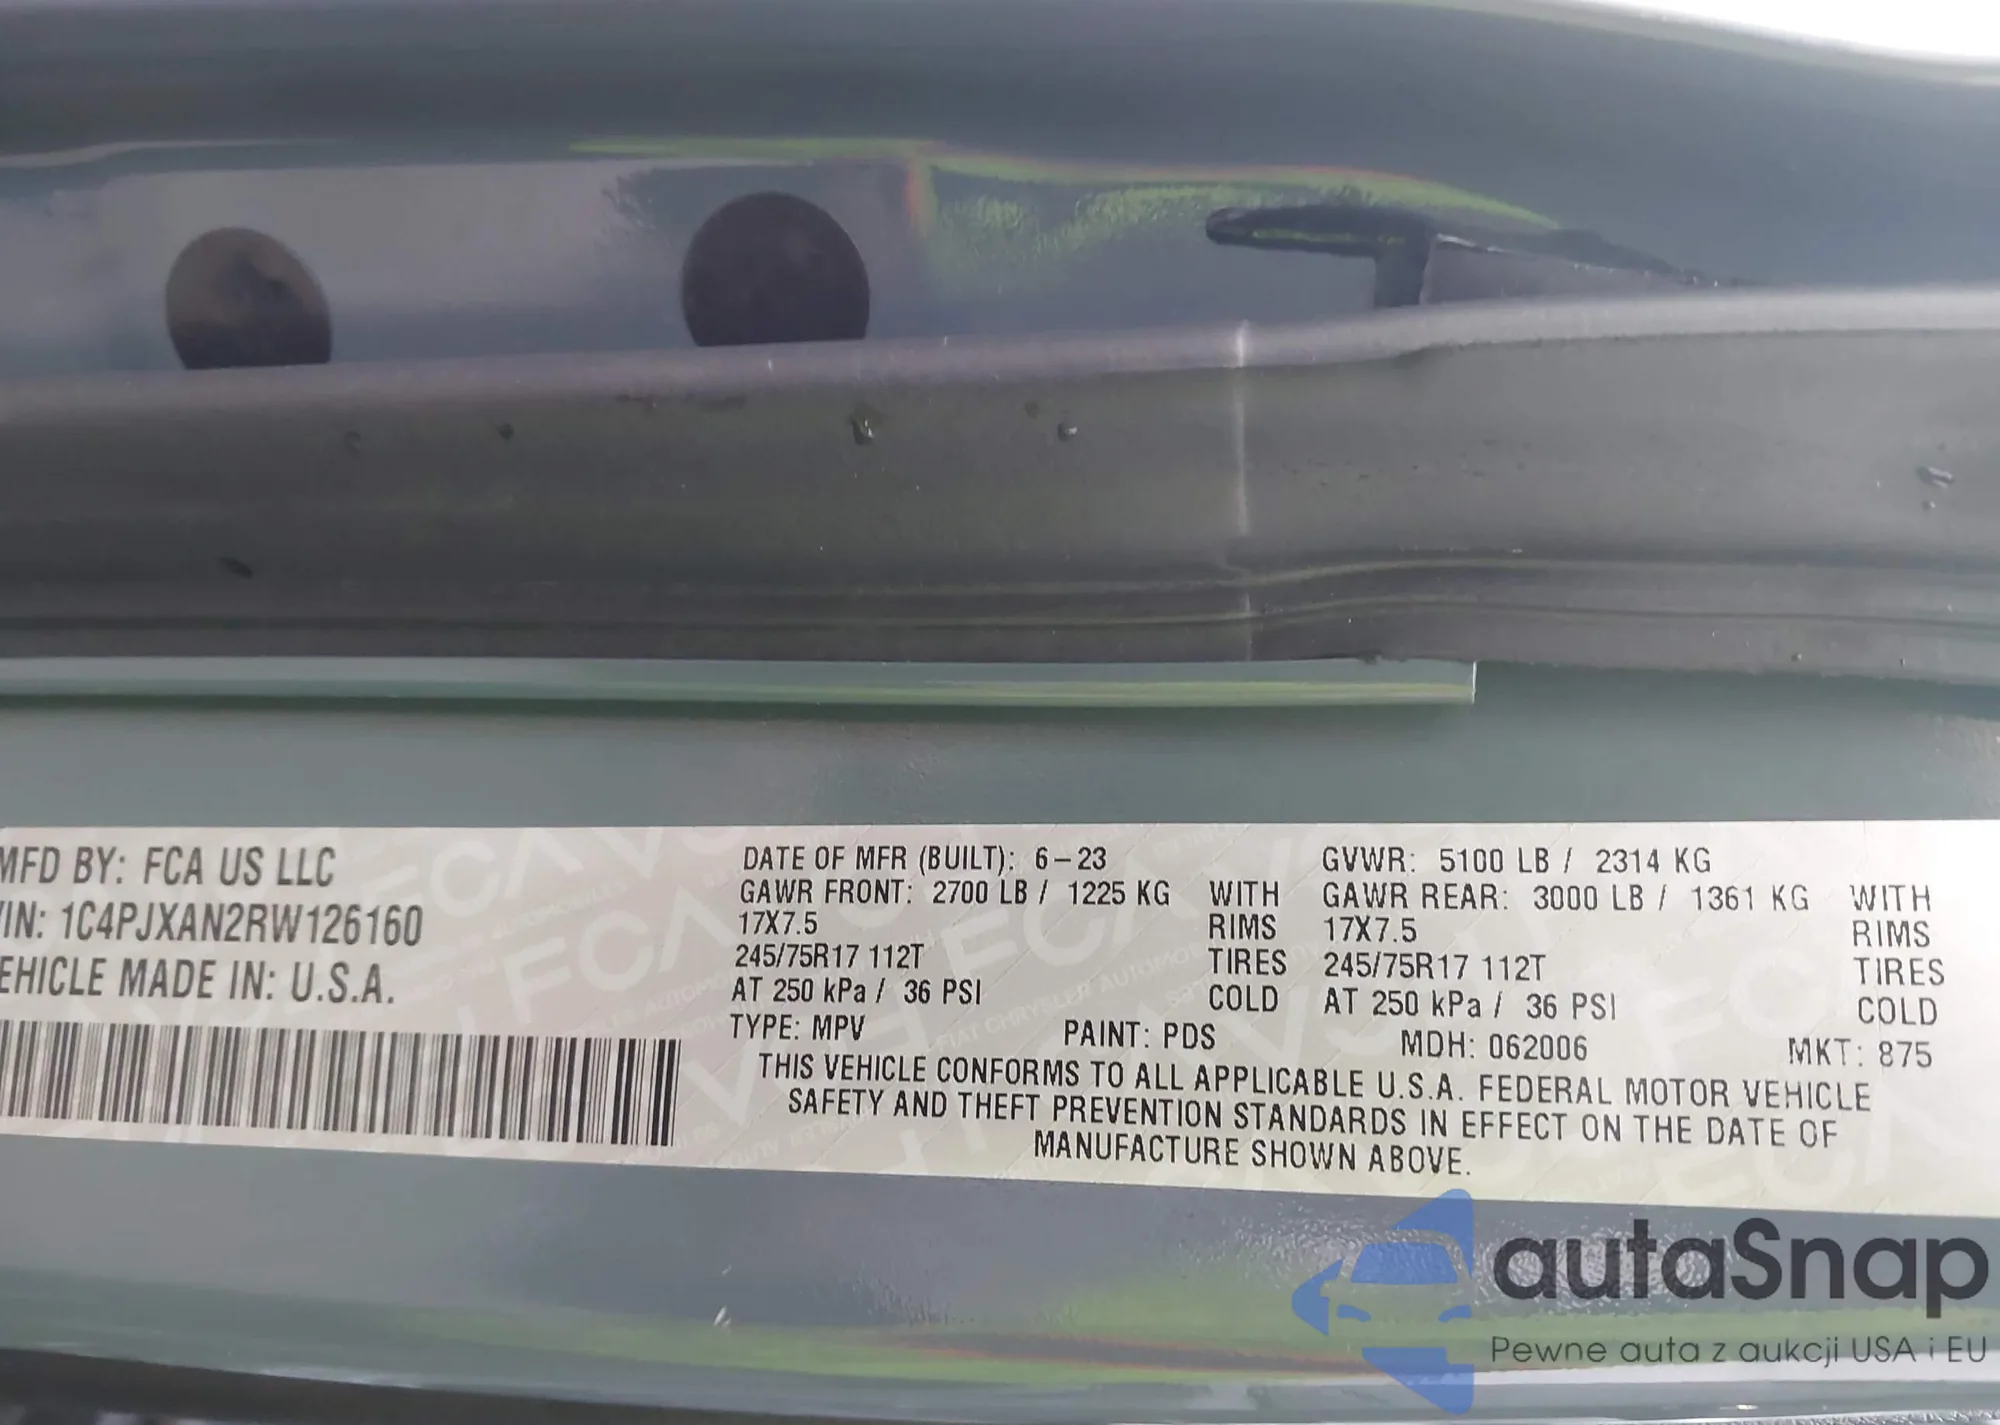 MFD BY: FCA US LLC
VIN: 1C4PJXAN2RW126160
VEHICLE MADE IN: U.S.A.
DATE OF MFR (BUILT): 6-23 GVWR: 5100 LB / 2314 KG
GAWR FRONT: 2700 LB / 1225 KG WITH GAWR REAR: 3000 LB / 1361 KG WITH
17X7.5 RIMS 17X7.5 RIMS
245/75R17 112T TIRES 245/75R17 112T TIRES
AT 250 kPa / 36 PSI COLD AT 250 kPa / 36 PSI COLD
TYPE: MPV PAINT: PDS MDH: 062006 MKT: 875
THIS VEHICLE CONFORMS TO ALL APPLICABLE U.S.A. FEDERAL MOTOR VEHICLE
SAFETY AND THEFT PREVENTION STANDARDS IN EFFECT ON THE DATE OF
MANUFACTURE SHOWN ABOVE.
autaSnap
Pewne auta z aukcji USA i EU